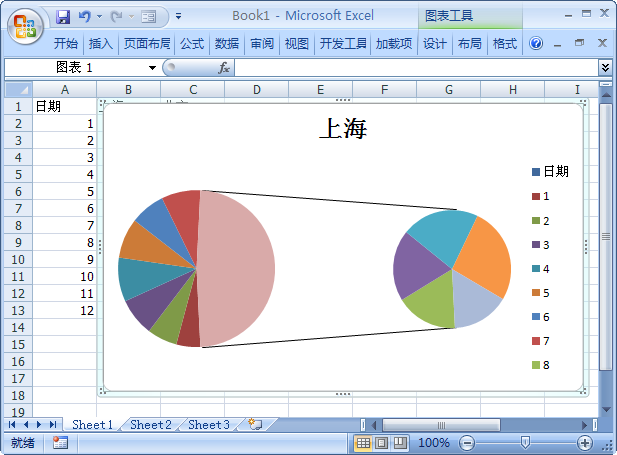 Book1 - Microsoft Excel 图表工具
开始 插入 页面布局 公式 数据 审阅 视图 开发工具 加载项 设计 布局 格式
图表 1 fx
A B C D E F G H I
1 日期
2 1
3 2
4 3
5 4
6 5
7 6
8 7
9 8
10 9
11 10
12 11
13 12
14
15
16
17
18
19
上海
日期
1
2
3
4
5
6
7
8
Sheet1 Sheet2 Sheet3
就绪 100%